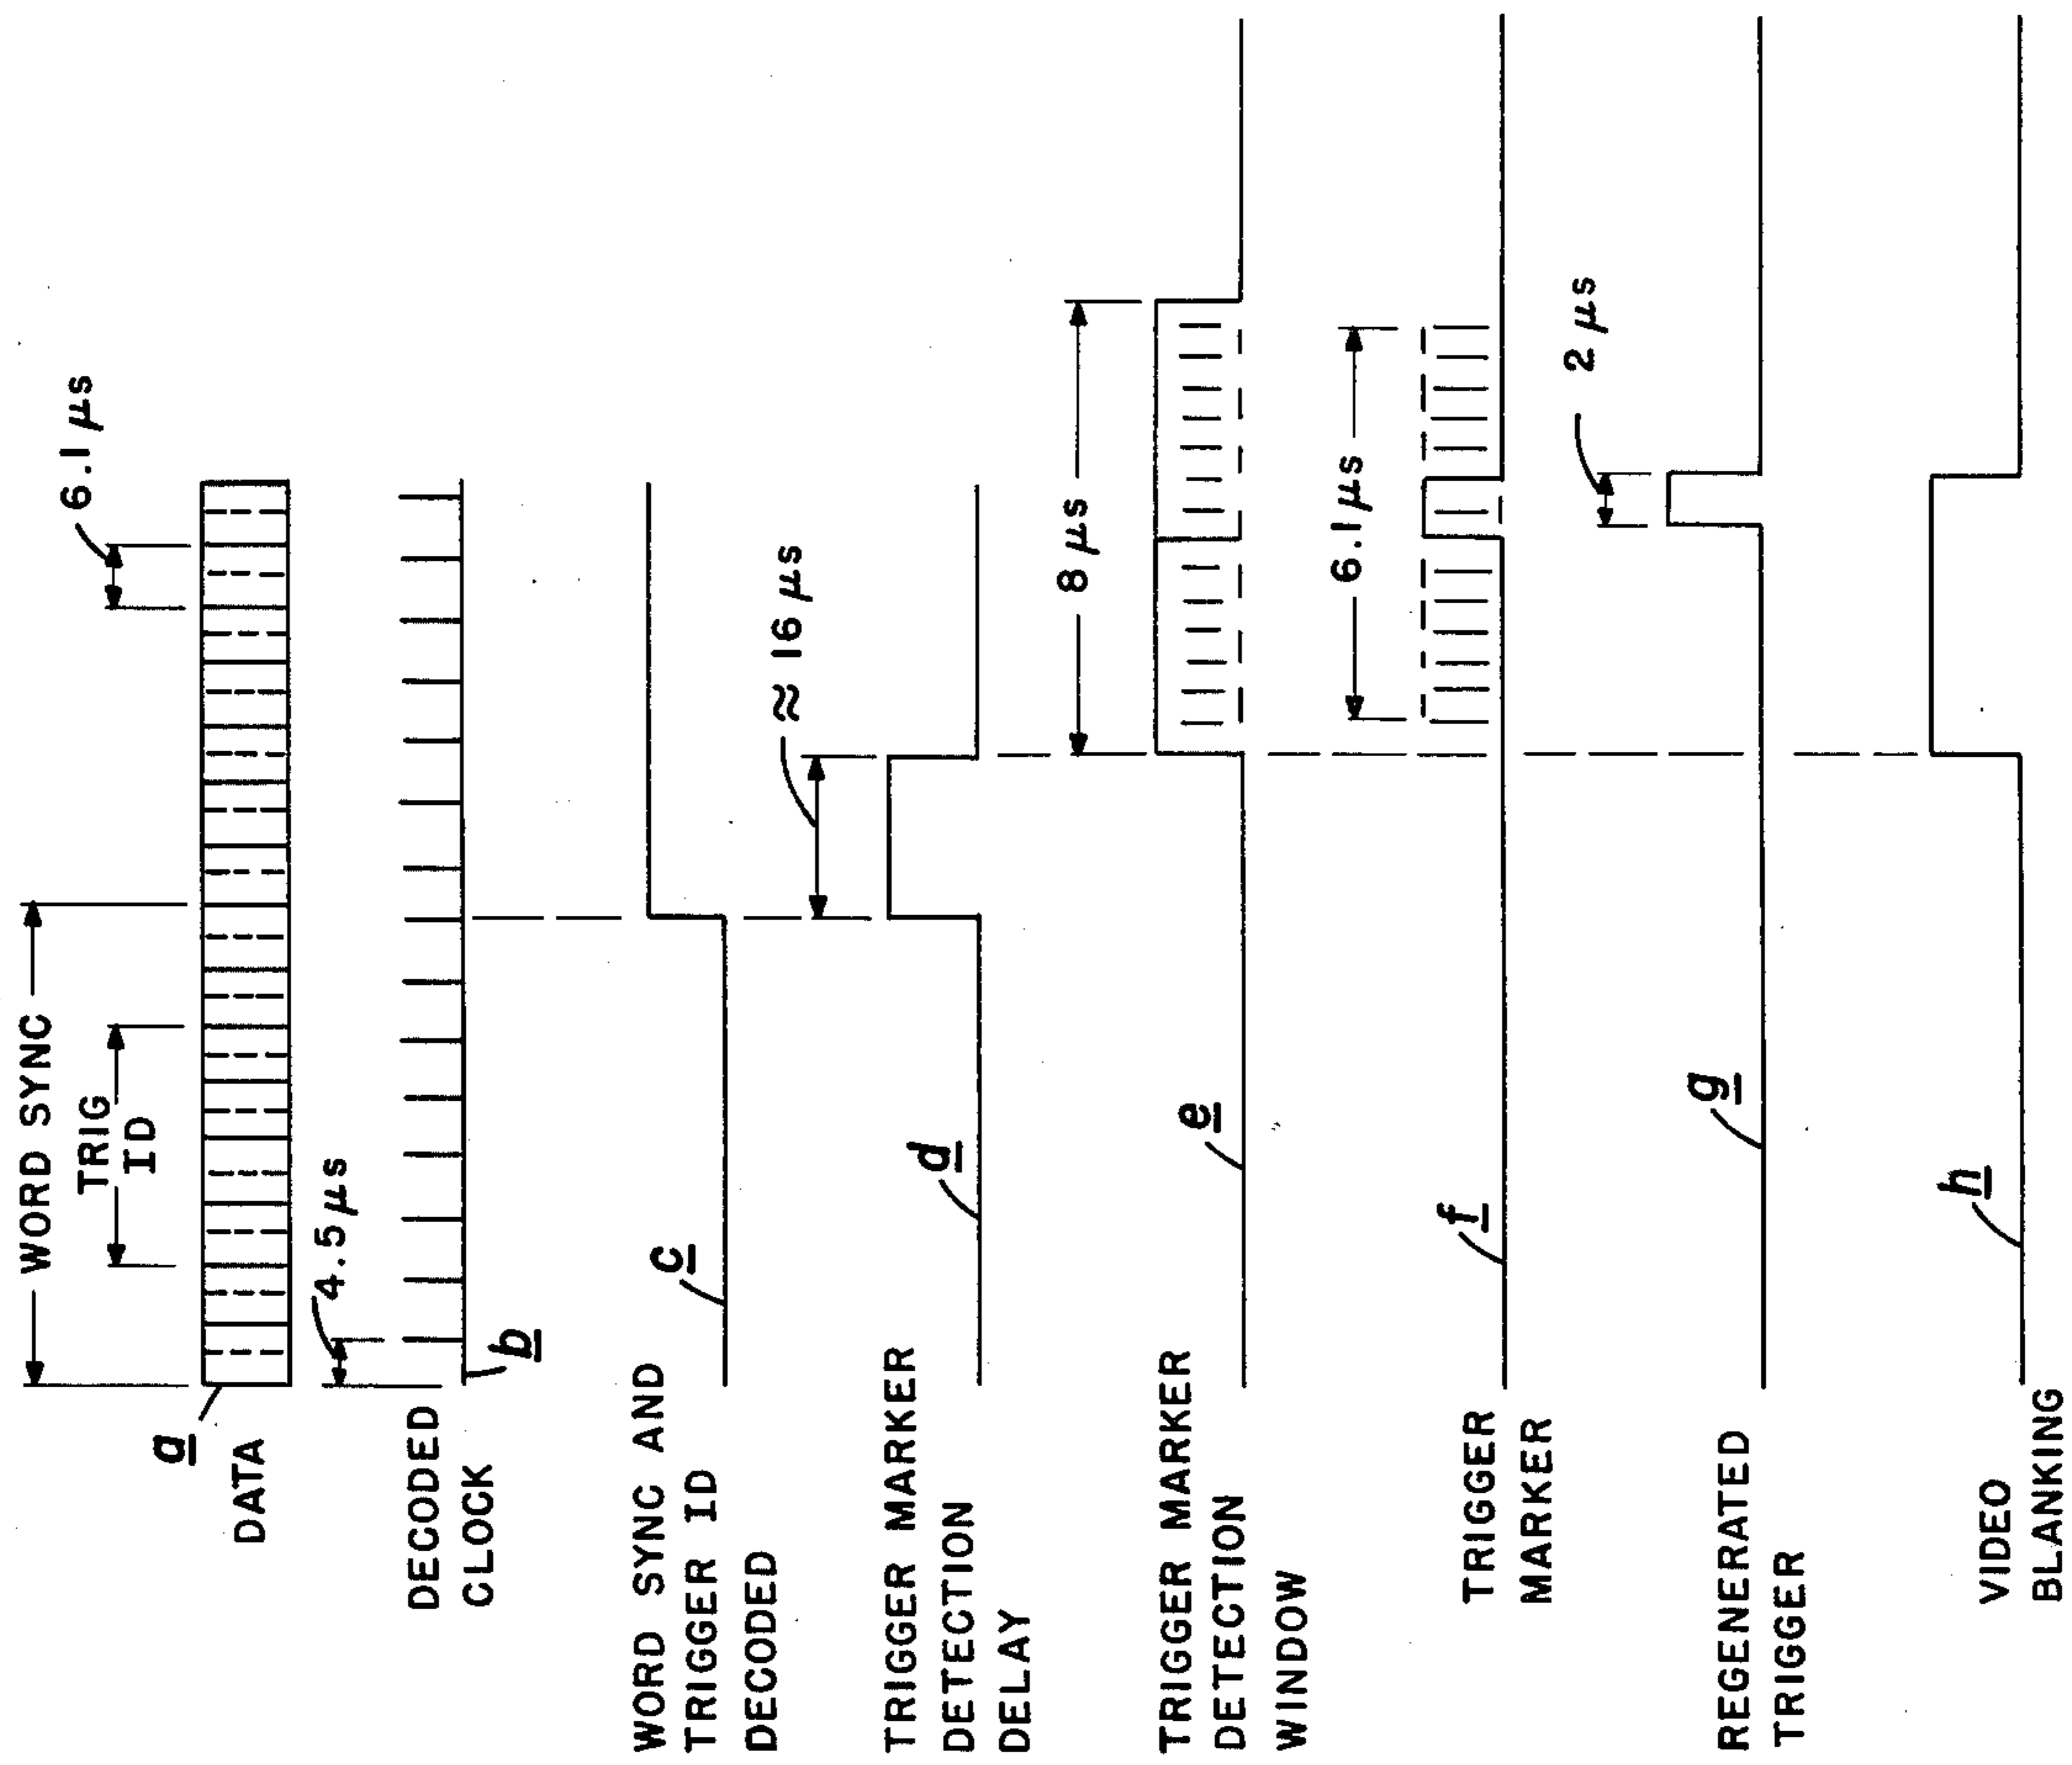 WORD SYNC
TRIG
ID
6.1 μs
a
DATA
4.5 μs
DECODED
CLOCK
b
WORD SYNC AND
TRIGGER ID
DECODED
c
≈ 16 μs
TRIGGER MARKER
DETECTION
DELAY
d
8 μs
TRIGGER MARKER
DETECTION
WINDOW
e
6.1 μs
TRIGGER
MARKER
f
2 μs
REGENERATED
TRIGGER
g
VIDEO
BLANKING
h